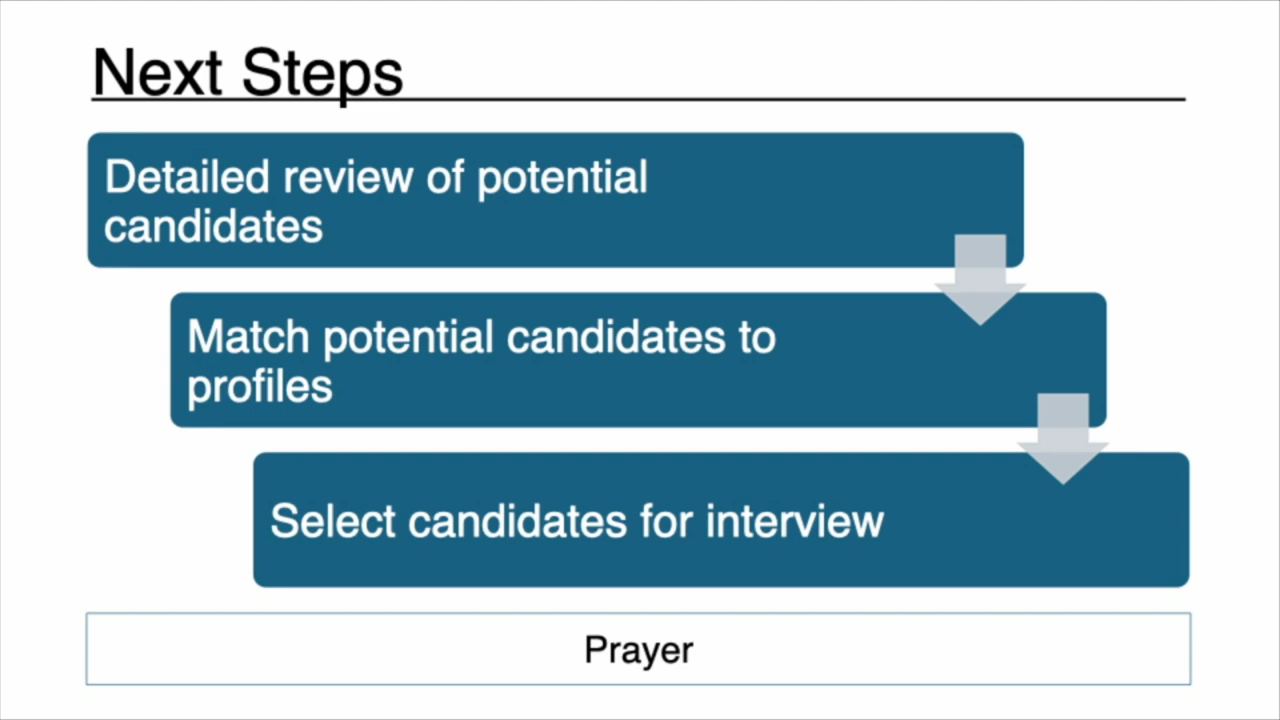 Next Steps
Detailed review of potential
candidates
Match potential candidates to
profiles
Select candidates for interview
Prayer